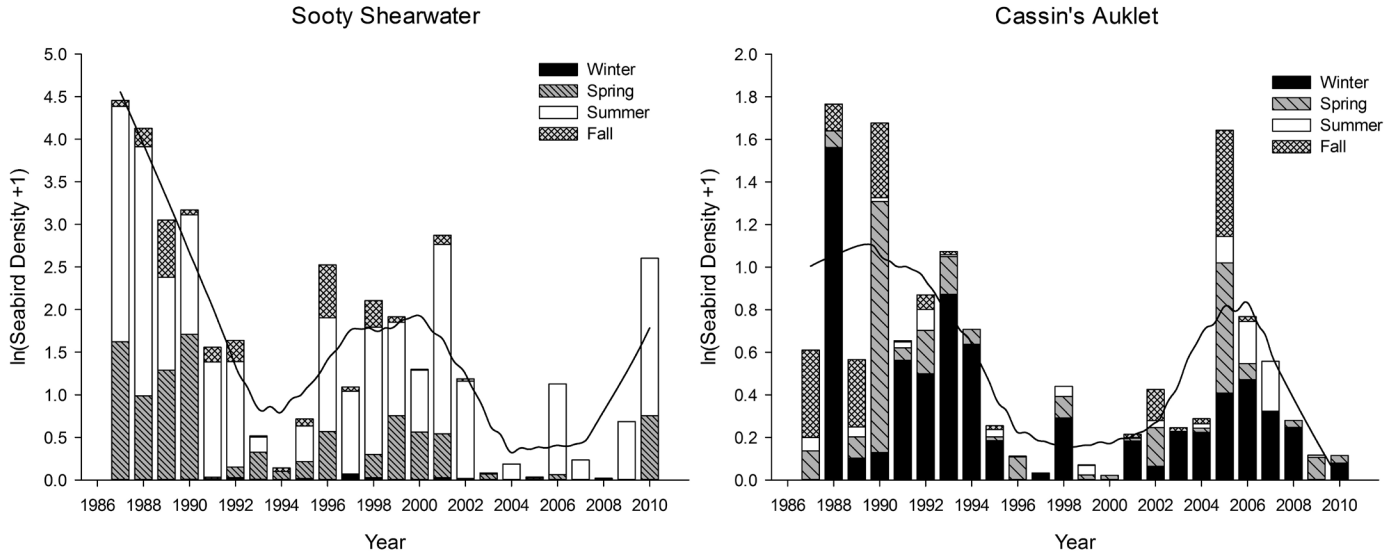 Sooty Shearwater
5.0
4.5
4.0
3.5
3.0
2.5
2.0
1.5
1.0
0.5
0.0
ln(Seabird Density +1)
Winter
Spring
Summer
Fall
1986 1988 1990 1992 1994 1996 1998 2000 2002 2004 2006 2008 2010
Year
Cassin's Auklet
2.0
1.8
1.6
1.4
1.2
1.0
0.8
0.6
0.4
0.2
0.0
ln(Seabird Density +1)
Winter
Spring
Summer
Fall
1986 1988 1990 1992 1994 1996 1998 2000 2002 2004 2006 2008 2010
Year